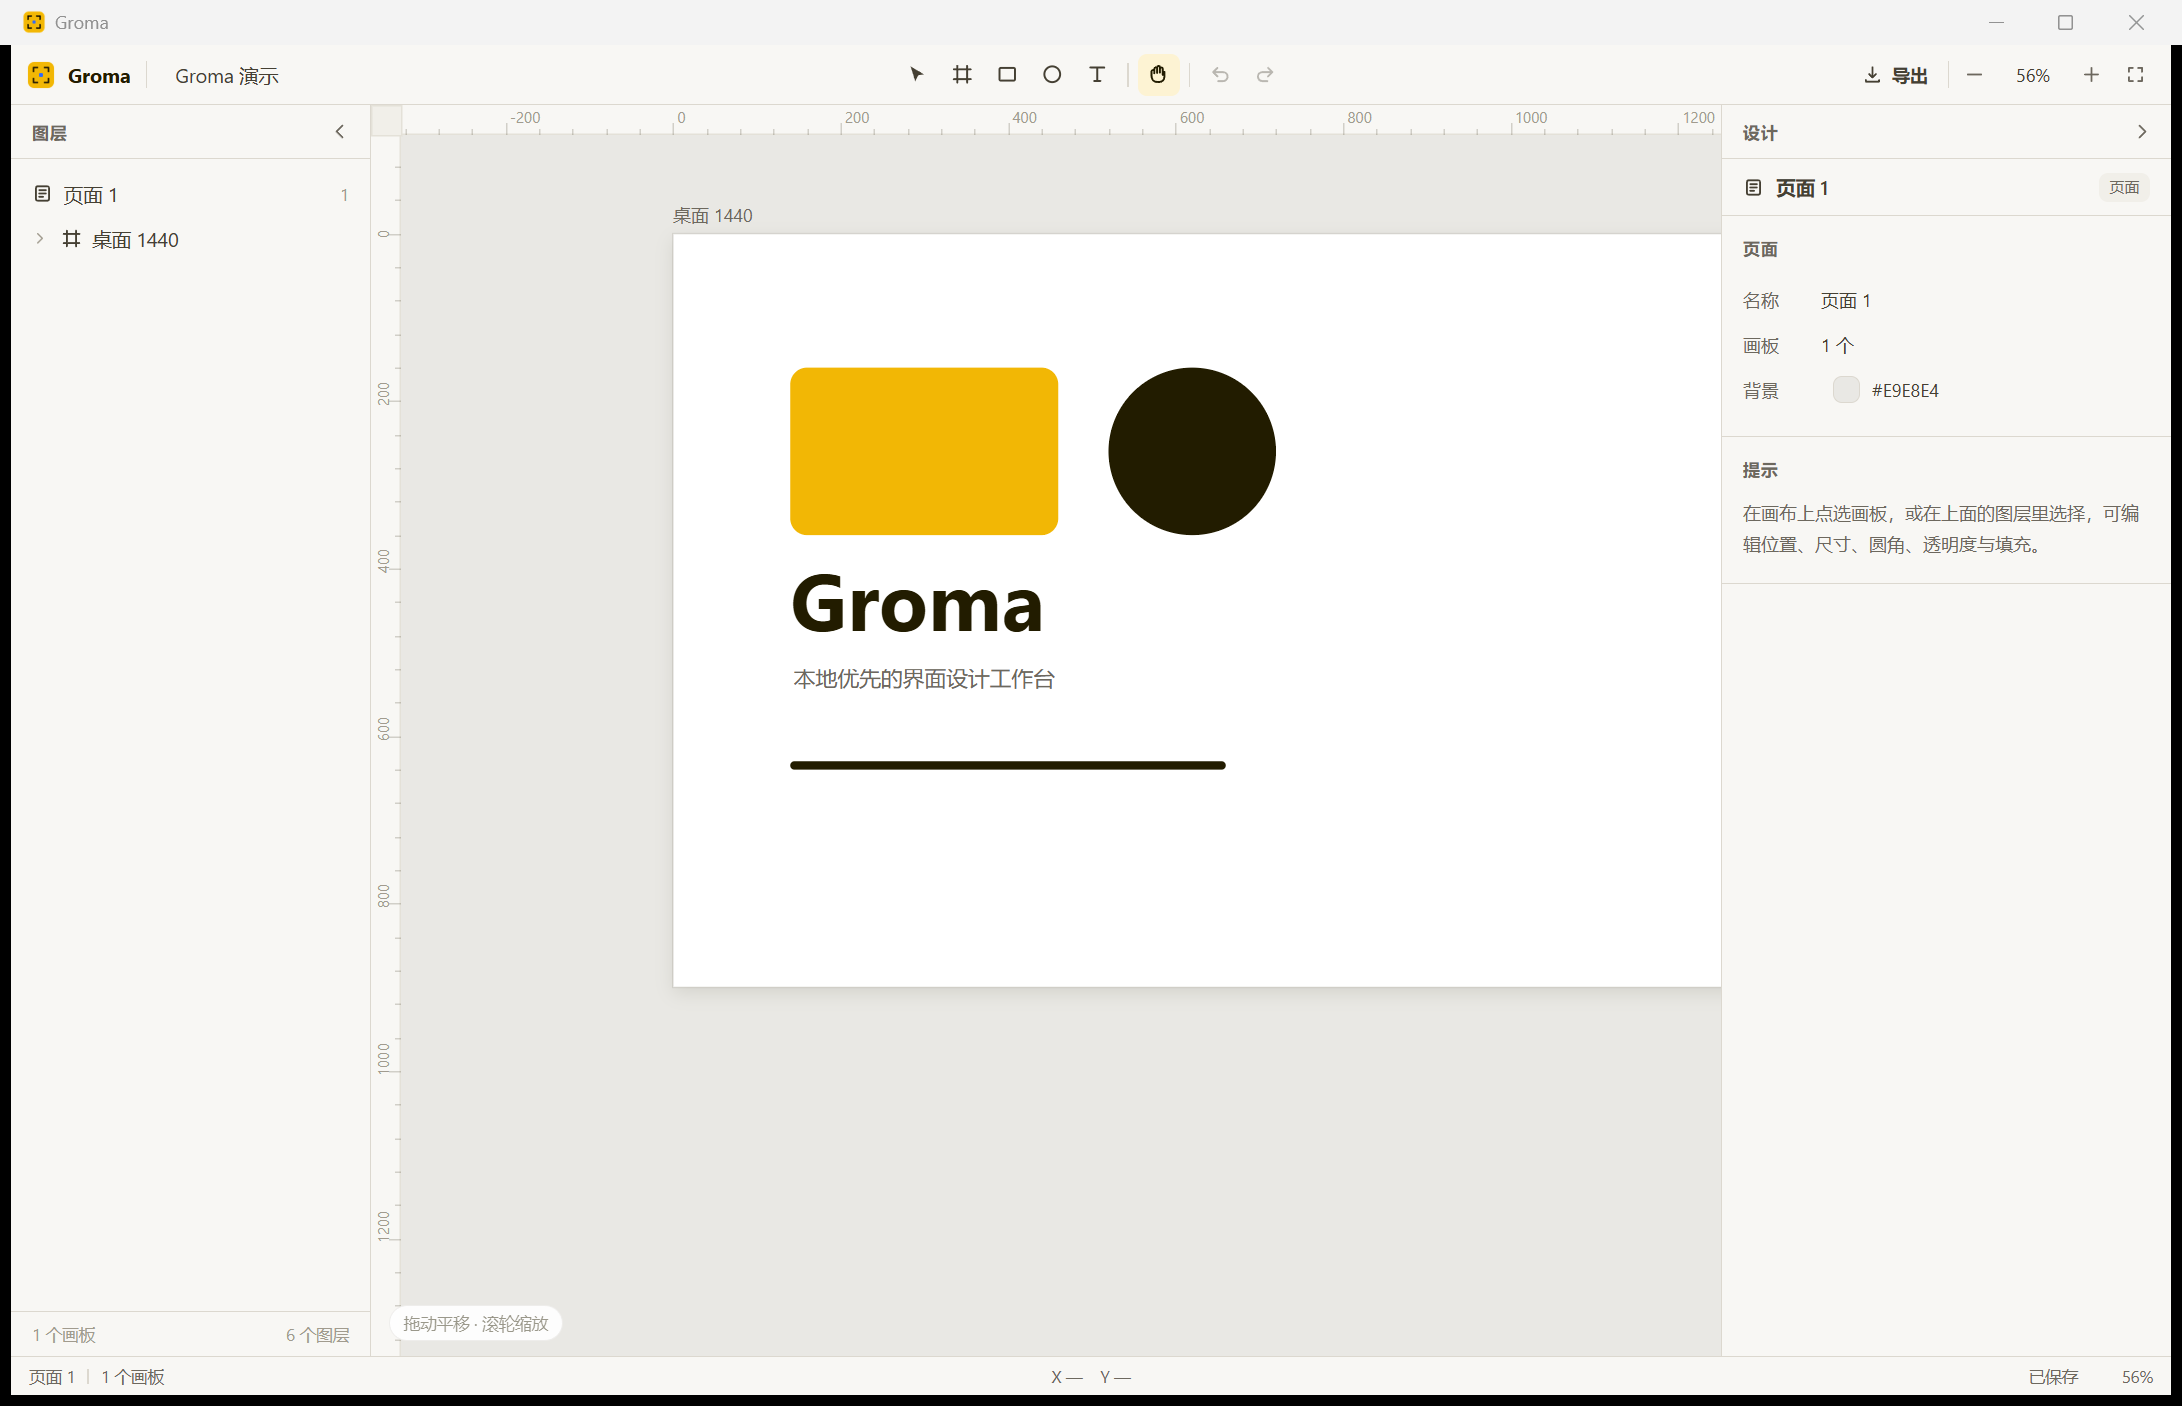 Groma
Groma
Groma 演示
导出
56%
图层
页面 1
1
桌面 1440
-200
0
200
400
600
800
1000
1200
0
200
400
600
800
1000
1200
桌面 1440
Groma
本地优先的界面设计工作台
拖动平移 · 滚轮缩放
设计
页面 1
页面
页面
名称
页面 1
画板
1 个
背景
#E9E8E4
提示
在画布上点选画板，或在上面的图层里选择，可编
辑位置、尺寸、圆角、透明度与填充。
1 个画板
6 个图层
页面 1
1 个画板
X —
Y —
已保存
56%